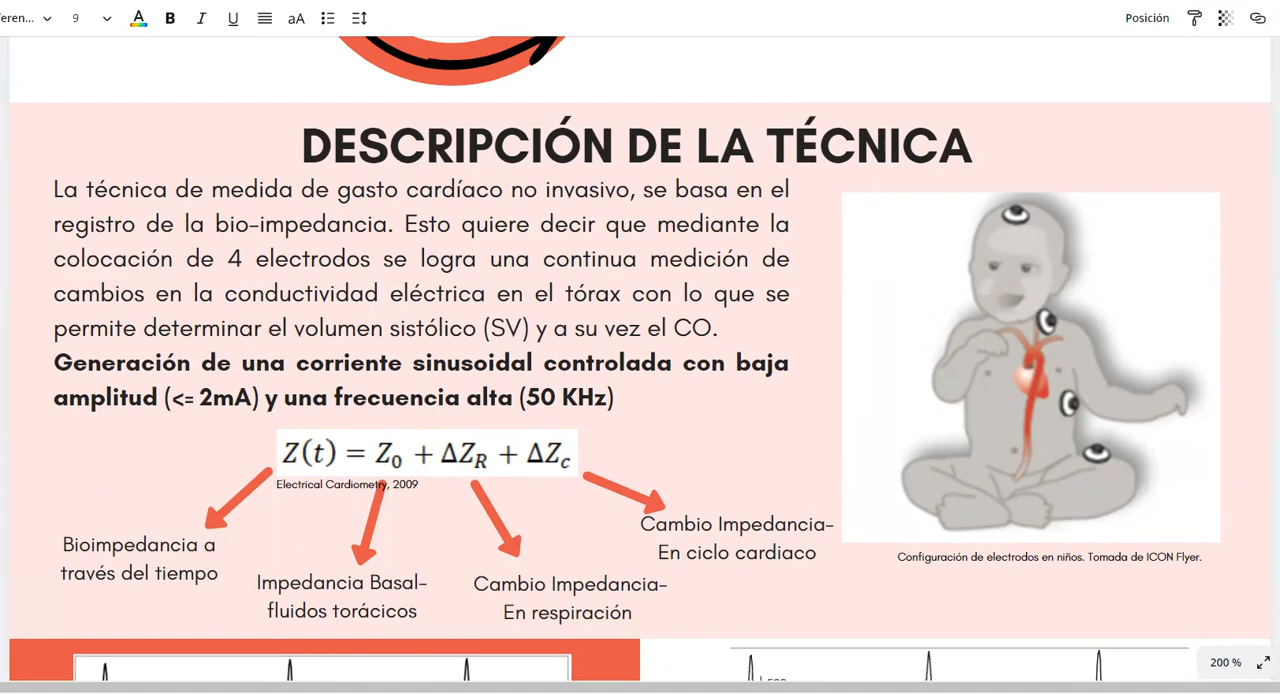 feren...
9
A
B
I
U
aA
Posición
DESCRIPCIÓN DE LA TÉCNICA
La técnica de medida de gasto cardíaco no invasivo, se basa en el
registro de la bio-impedancia. Esto quiere decir que mediante la
colocación de 4 electrodos se logra una continua medición de
cambios en la conductividad eléctrica en el tórax con lo que se
permite determinar el volumen sistólico (SV) y a su vez el CO.
Generación de una corriente sinusoidal controlada con baja
amplitud (<= 2mA) y una frecuencia alta (50 KHz)
Z(t) = Z₀ + ΔZ_R + ΔZ_c
Electrical Cardiometry, 2009
Bioimpedancia a
través del tiempo
Impedancia Basal-
fluidos torácicos
Cambio Impedancia-
En respiración
Cambio Impedancia-
En ciclo cardiaco
Configuración de electrodos en niños. Tomada de ICON Flyer.
200 %